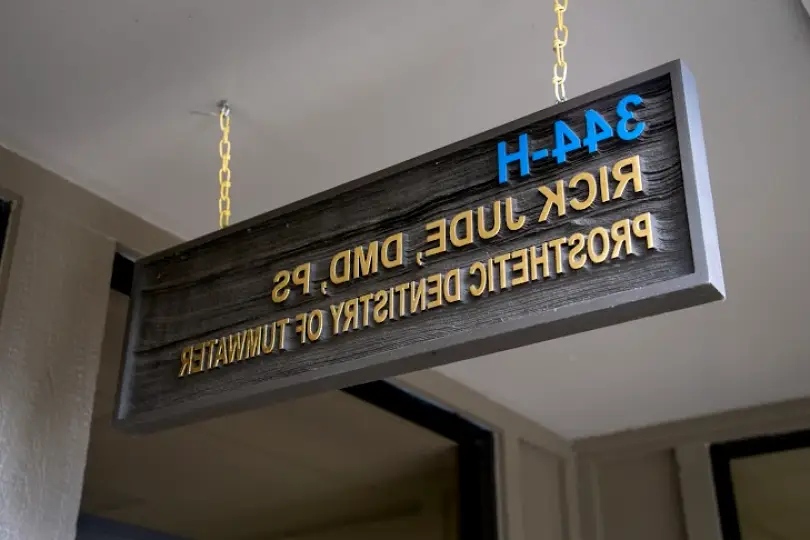 344-H
RICK JUDE, DMD, PS
PROSTHETIC DENTISTRY OF TUMWATER